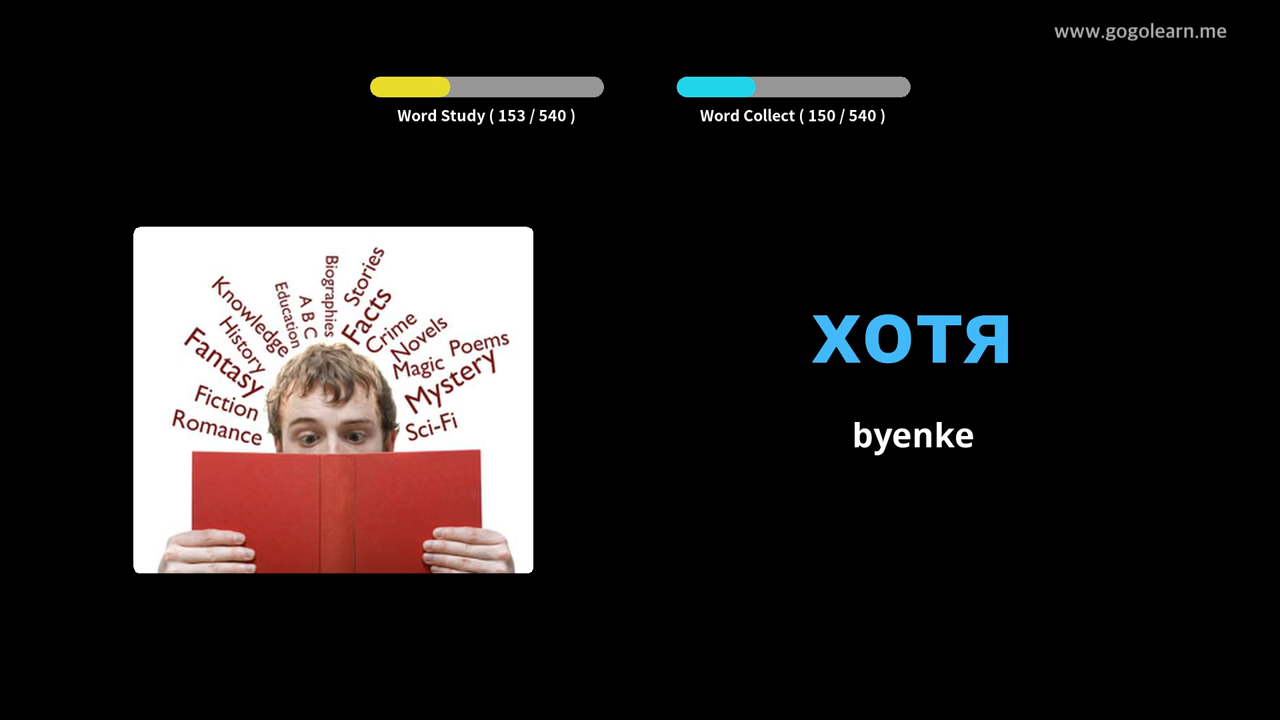 www.gogolearn.me
Word Study ( 153 / 540 )
Word Collect ( 150 / 540 )
Biographies
Stories
Education
A B C
Facts
Knowledge
Crime
History
Novels
Fantasy
Magic
Poems
Mystery
Fiction
Romance
Sci-Fi
хотя
byenke